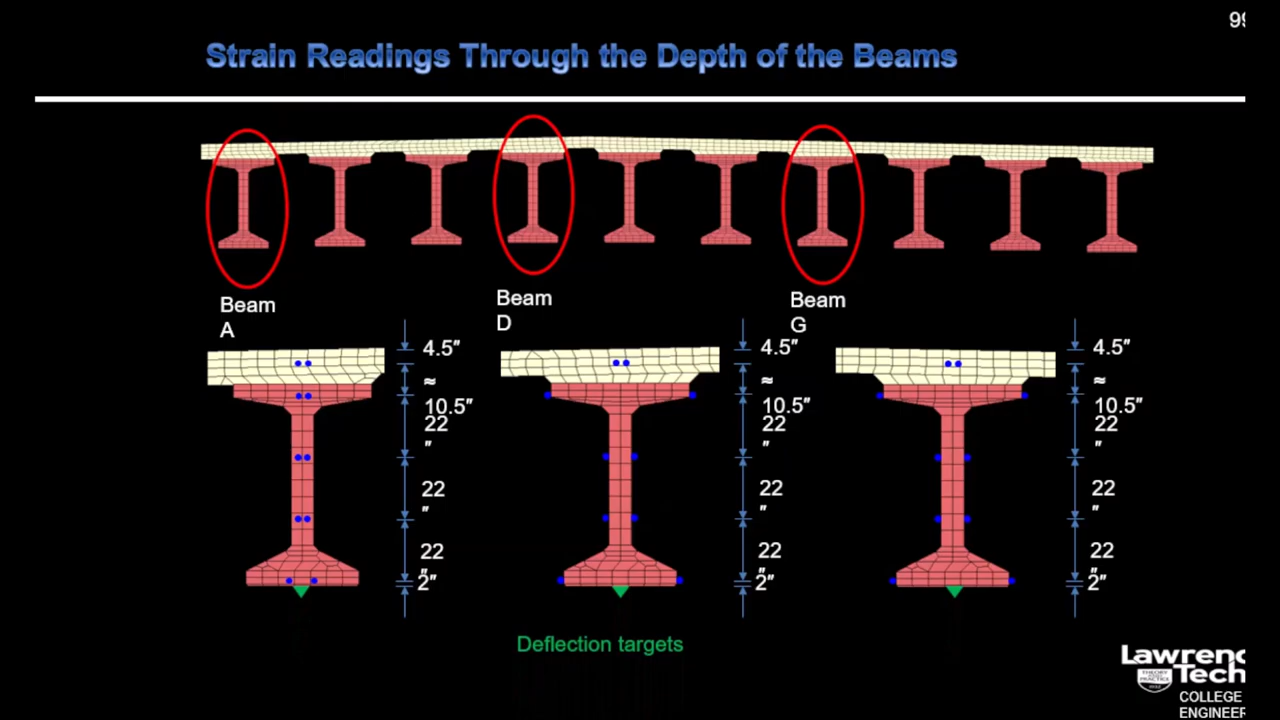 99
Strain Readings Through the Depth of the Beams
Beam
A
Beam
D
Beam
G
4.5"
≈
10.5"
22
"
22
"
22
"
2"
4.5"
≈
10.5"
22
"
22
"
22
"
2"
4.5"
≈
10.5"
22
"
22
"
22
"
2"
Deflection targets
Lawrenc
Tech
COLLEGE
ENGINEER